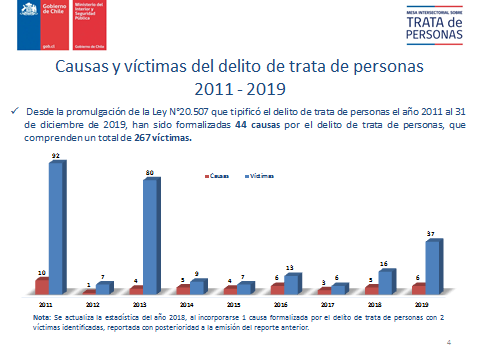 Gobierno
de Chile
gob.cl
Ministerio del
Interior y
Seguridad
Pública
Gobierno de Chile
MESA INTERSECTORIAL SOBRE
TRATA de
PERSONAS
Causas y víctimas del delito de trata de personas
2011 - 2019
✓ Desde la promulgación de la Ley N°20.507 que tipificó el delito de trata de personas el año 2011 al 31
de diciembre de 2019, han sido formalizadas 44 causas por el delito de trata de personas, que
comprenden un total de 267 víctimas.
Causas Víctimas
10 92
1 7
4 80
5 9
4 7
6 13
3 6
5 16
6 37
2011 2012 2013 2014 2015 2016 2017 2018 2019
Nota: Se actualiza la estadística del año 2018, al incorporarse 1 causa formalizada por el delito de trata de personas con 2
víctimas identificadas, reportada con posterioridad a la emisión del reporte anterior.
4